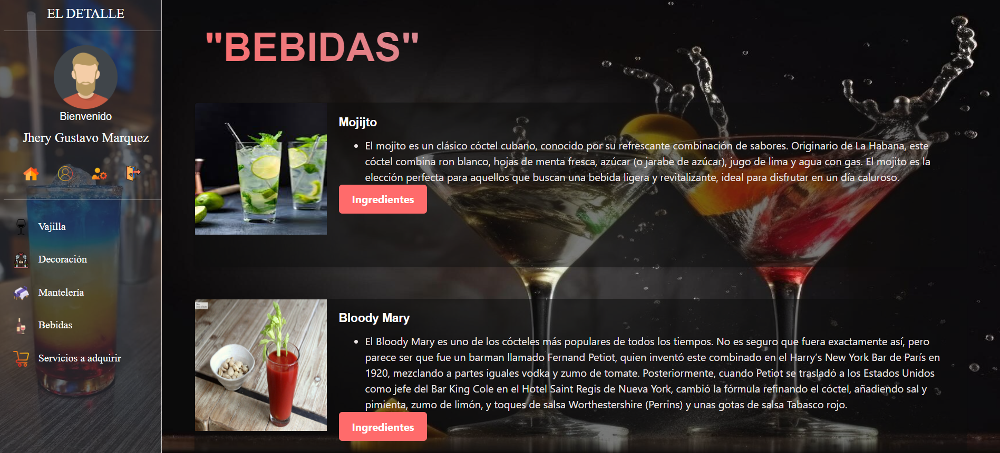 EL DETALLE
Bienvenido
Jhery Gustavo Marquez
Vajilla
Decoración
Mantelería
Bebidas
Servicios a adquirir
"BEBIDAS"
Mojijto
• El mojito es un clásico cóctel cubano, conocido por su refrescante combinación de sabores. Originario de La Habana, este
cóctel combina ron blanco, hojas de menta fresca, azúcar (o jarabe de azúcar), jugo de lima y agua con gas. El mojito es la
elección perfecta para aquellos que buscan una bebida ligera y revitalizante, ideal para disfrutar en un día caluroso.
Ingredientes
Bloody Mary
• El Bloody Mary es uno de los cócteles más populares de todos los tiempos. No es seguro que fuera exactamente así, pero
parece ser que fue un barman llamado Fernand Petiot, quien inventó este combinado en el Harry’s New York Bar de París en
1920, mezclando a partes iguales vodka y zumo de tomate. Posteriormente, cuando Petiot se trasladó a los Estados Unidos
como jefe del Bar King Cole en el Hotel Saint Regis de Nueva York, cambió la fórmula refinando el cóctel, añadiendo sal y
pimienta, zumo de limón, y toques de salsa Worthestershire (Perrins) y unas gotas de salsa Tabasco rojo.
Ingredientes